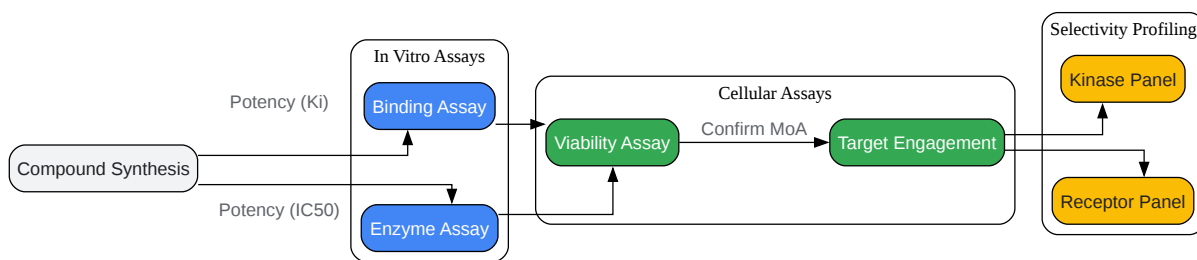 Selectivity Profiling
In Vitro Assays
Kinase Panel
Potency (Ki)
Binding Assay
Cellular Assays
Viability Assay
Confirm MoA
Target Engagement
Compound Synthesis
Receptor Panel
Potency (IC50)
Enzyme Assay